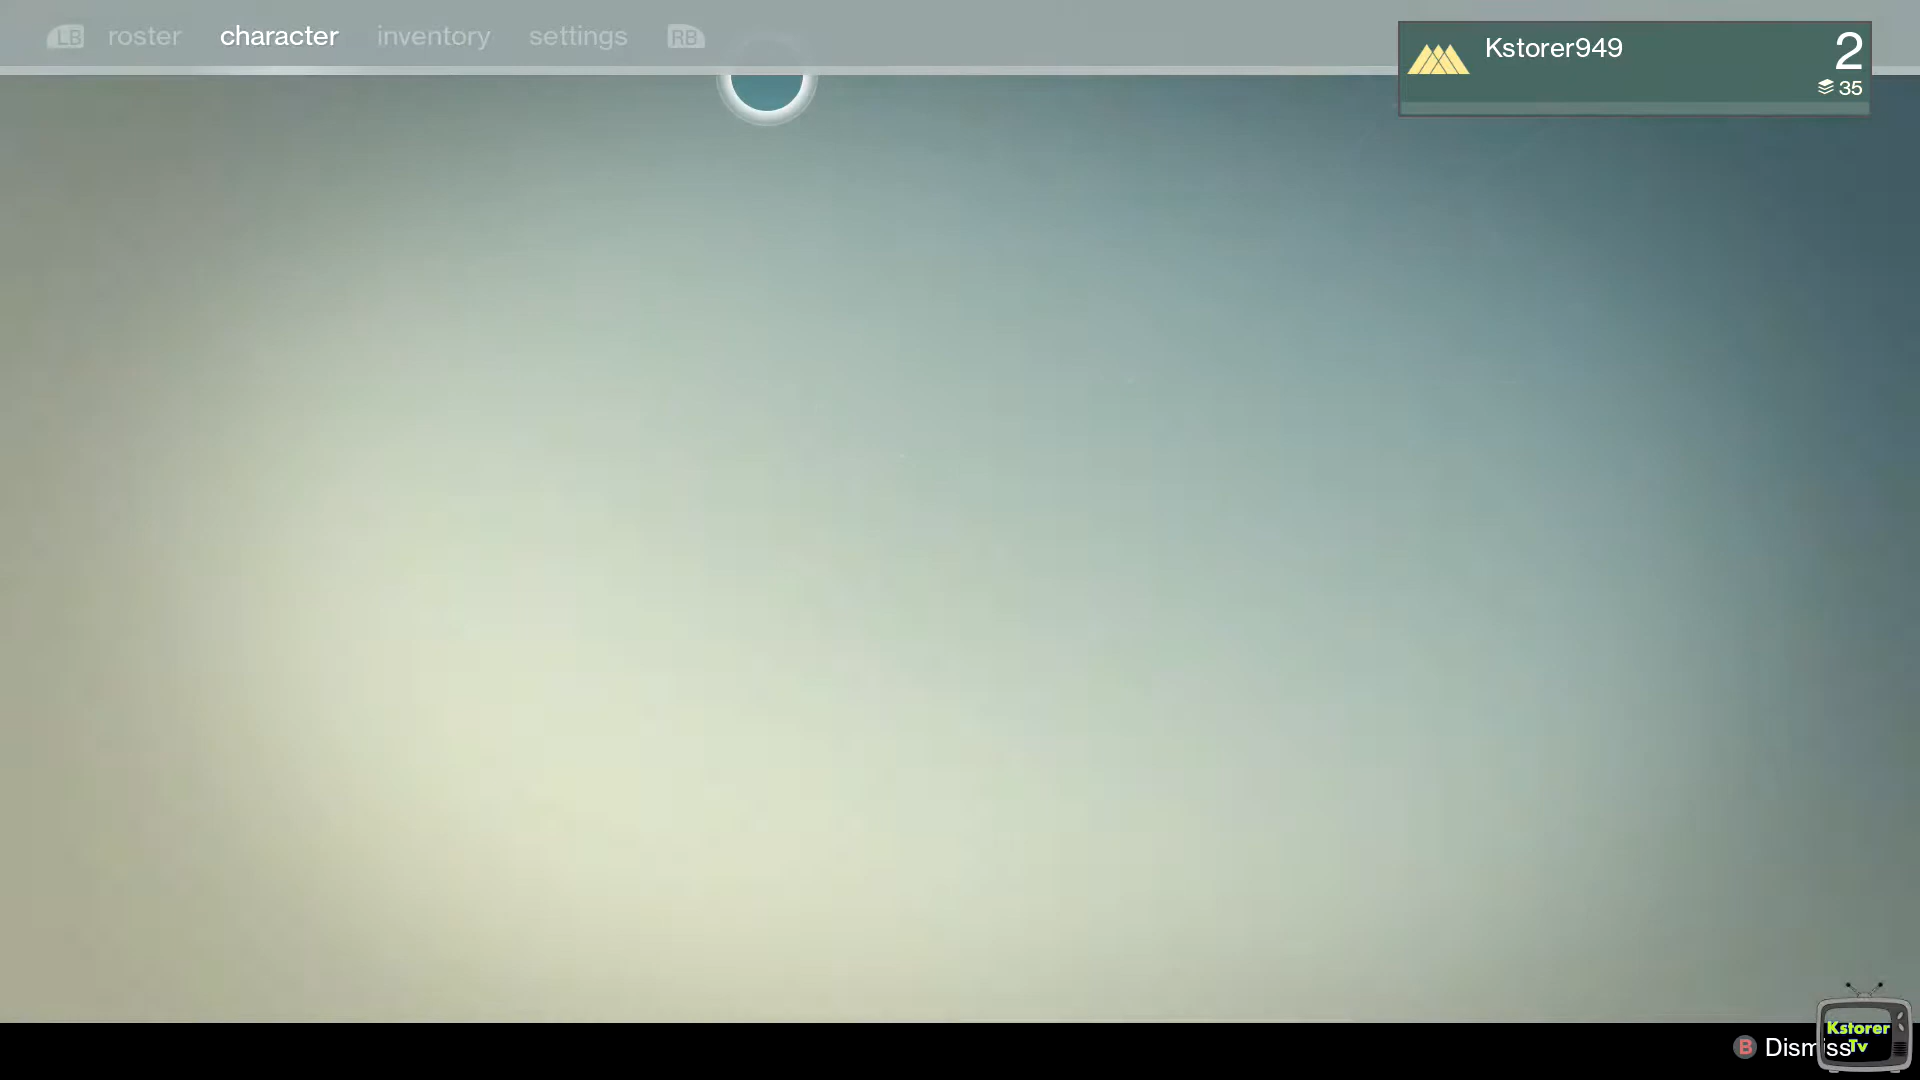 LB roster character inventory settings RB
Kstorer949
2
35
B Dismiss
Kstorer
Tv